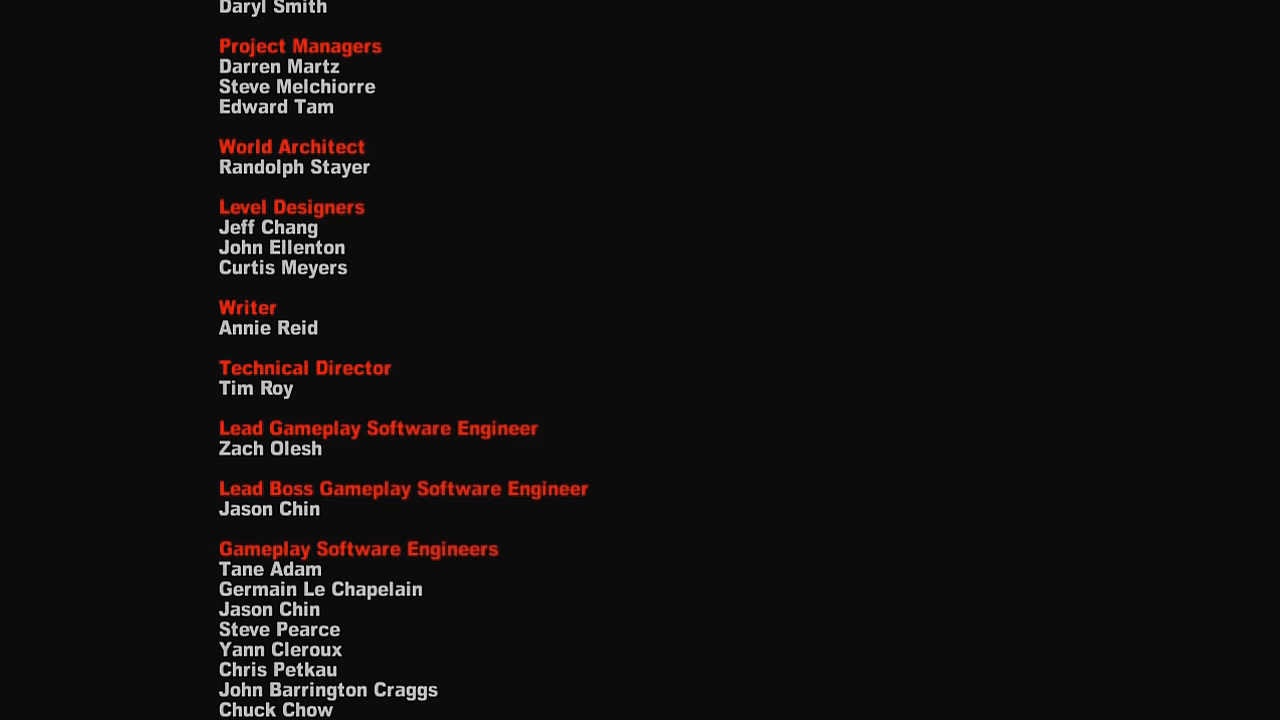 Daryl Smith
Project Managers
Darren Martz
Steve Melchiorre
Edward Tam
World Architect
Randolph Stayer
Level Designers
Jeff Chang
John Ellenton
Curtis Meyers
Writer
Annie Reid
Technical Director
Tim Roy
Lead Gameplay Software Engineer
Zach Olesh
Lead Boss Gameplay Software Engineer
Jason Chin
Gameplay Software Engineers
Tane Adam
Germain Le Chapelain
Jason Chin
Steve Pearce
Yann Cleroux
Chris Petkau
John Barrington Craggs
Chuck Chow